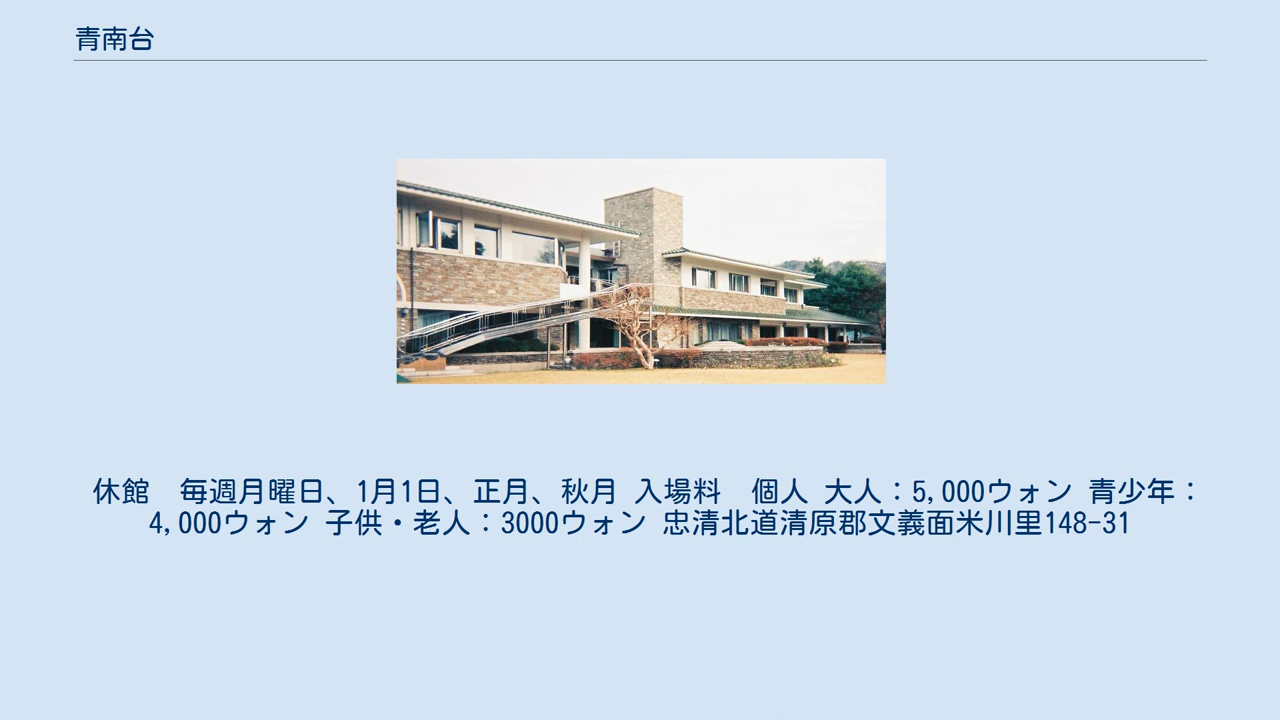 青南台
休館　毎週月曜日、1月1日、正月、秋月 入場料　個人 大人：5,000ウォン 青少年：
4,000ウォン 子供・老人：3000ウォン 忠清北道清原郡文義面米川里148-31